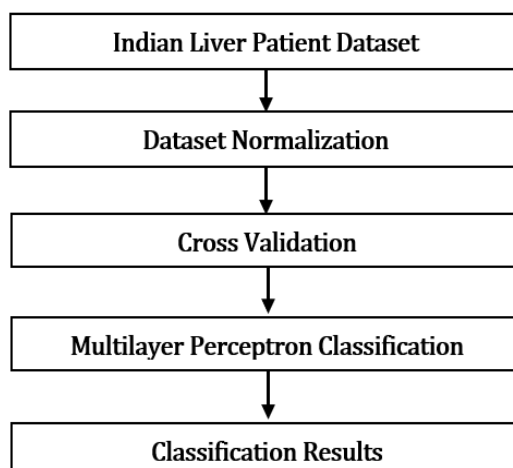 Indian Liver Patient Dataset
Dataset Normalization
Cross Validation
Multilayer Perceptron Classification
Classification Results